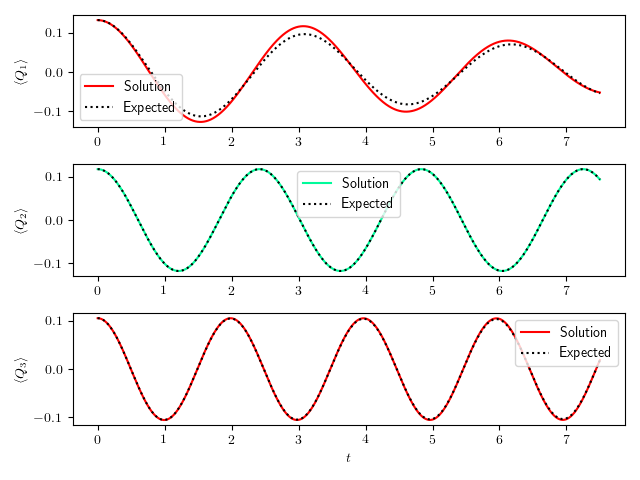 0.1
0.0
−0.1
⟨Q₁⟩
Solution
Expected
0 1 2 3 4 5 6 7
0.1
0.0
−0.1
⟨Q₂⟩
Solution
Expected
0 1 2 3 4 5 6 7
0.1
0.0
−0.1
⟨Q₃⟩
Solution
Expected
0 1 2 3 4 5 6 7
t